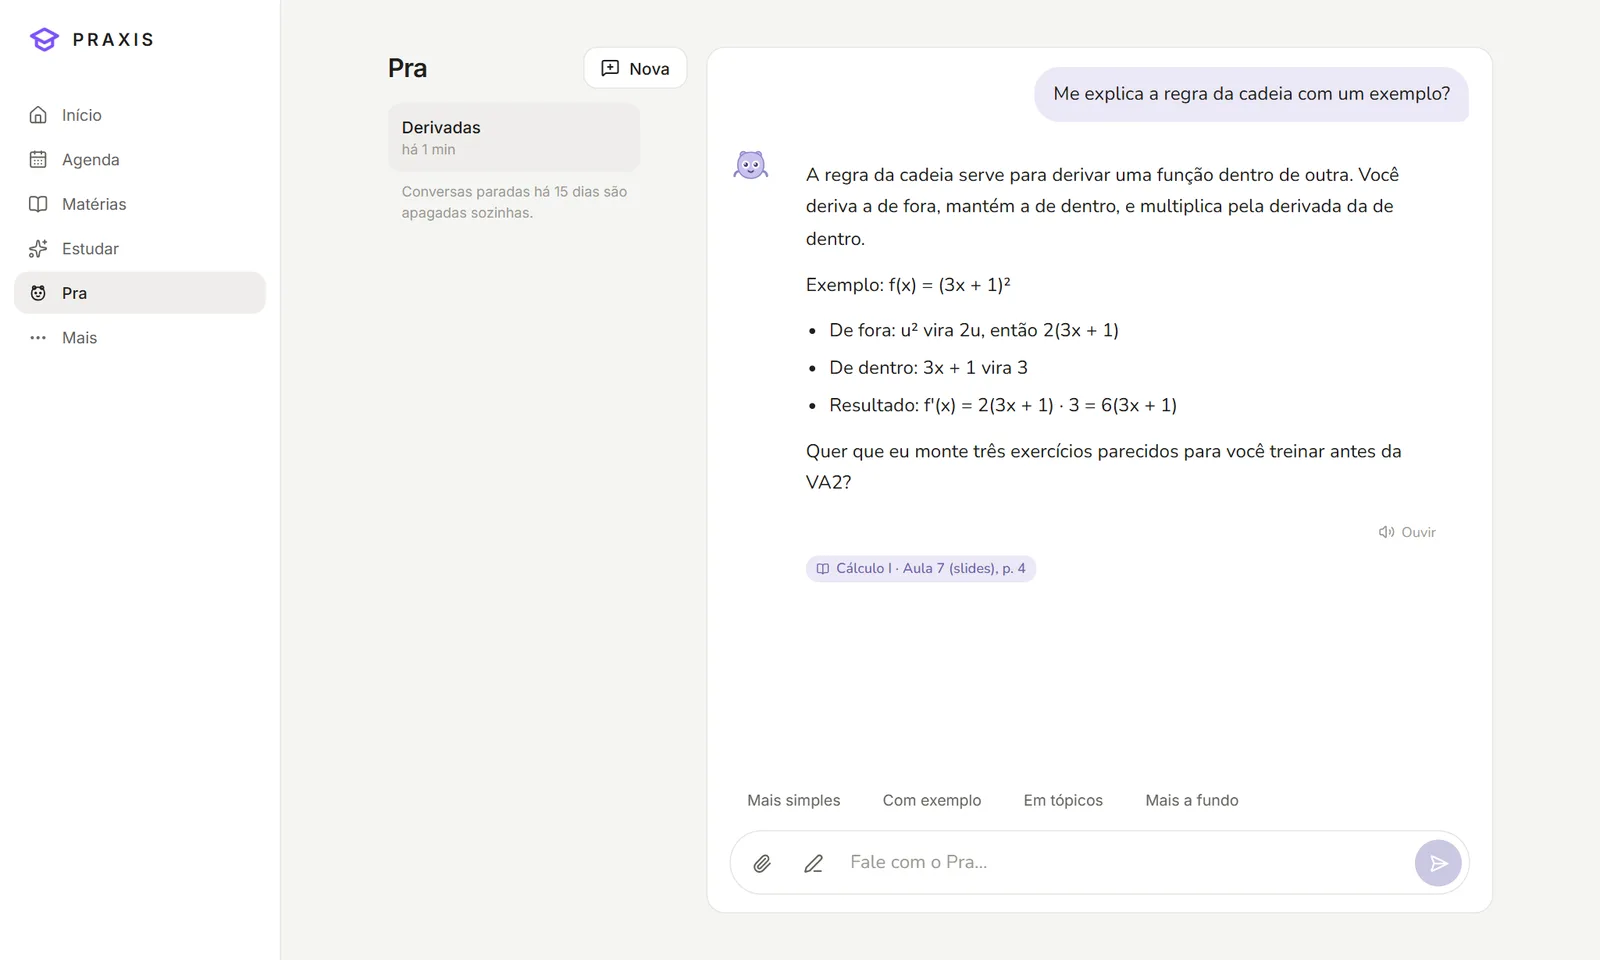 PRAXIS
Início
Agenda
Matérias
Estudar
Pra
Mais
Pra
Nova
Derivadas
há 1 min
Conversas paradas há 15 dias são
apagadas sozinhas.
Me explica a regra da cadeia com um exemplo?
A regra da cadeia serve para derivar uma função dentro de outra. Você
deriva a de fora, mantém a de dentro, e multiplica pela derivada da de
dentro.
Exemplo: f(x) = (3x + 1)²
• De fora: u² vira 2u, então 2(3x + 1)
• De dentro: 3x + 1 vira 3
• Resultado: f'(x) = 2(3x + 1) · 3 = 6(3x + 1)
Quer que eu monte três exercícios parecidos para você treinar antes da
VA2?
Ouvir
Cálculo I · Aula 7 (slides), p. 4
Mais simples
Com exemplo
Em tópicos
Mais a fundo
Fale com o Pra...